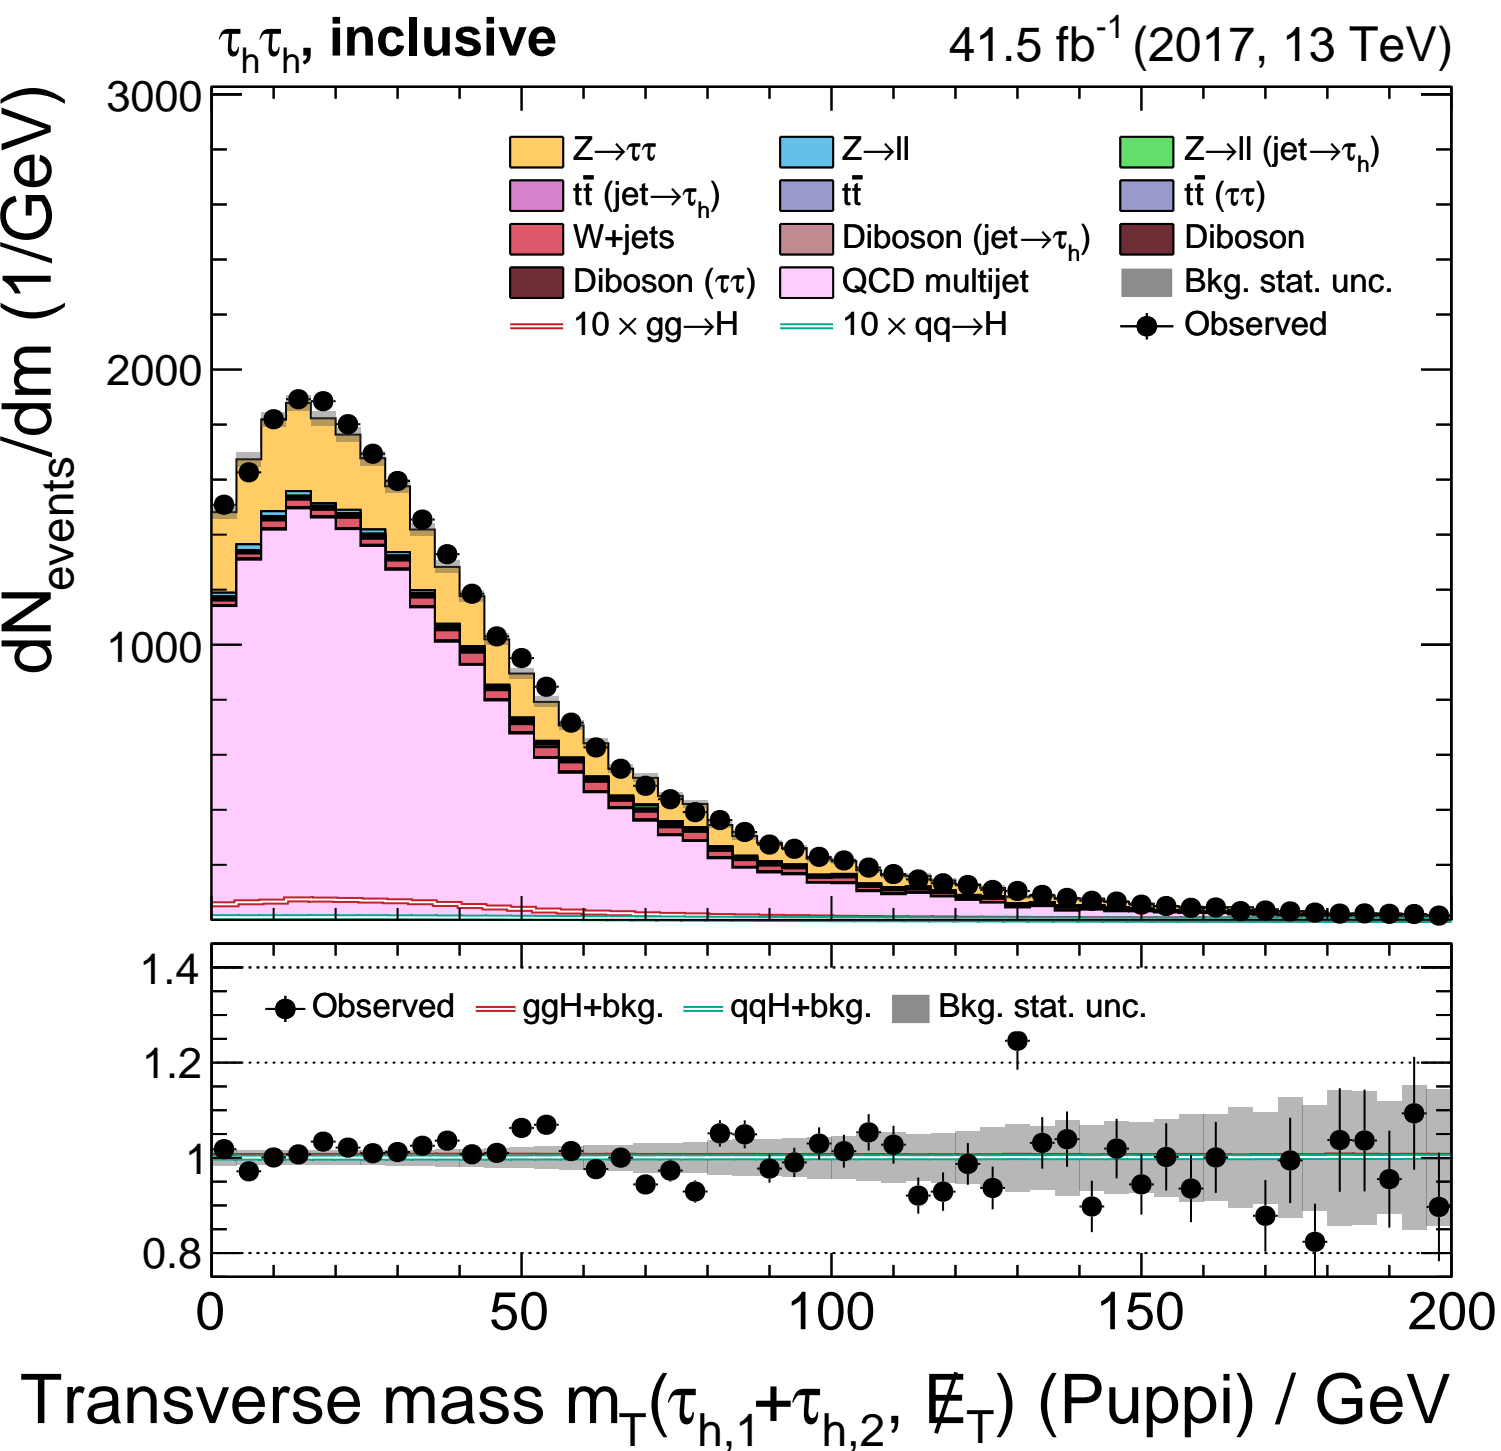 τhτh, inclusive 41.5 fb-1 (2017, 13 TeV)
dNevents/dm (1/GeV)
3000
2000
1000
Z→ττ Z→ll Z→ll (jet→τh)
tt̄ (jet→τh) tt̄ tt̄ (ττ)
W+jets Diboson (jet→τh) Diboson
Diboson (ττ) QCD multijet Bkg. stat. unc.
10 × gg→H 10 × qq→H Observed
1.4
1.2
1
0.8
Observed ggH+bkg. qqH+bkg. Bkg. stat. unc.
0 50 100 150 200
Transverse mass mT(τh,1+τh,2, E̸T) (Puppi) / GeV